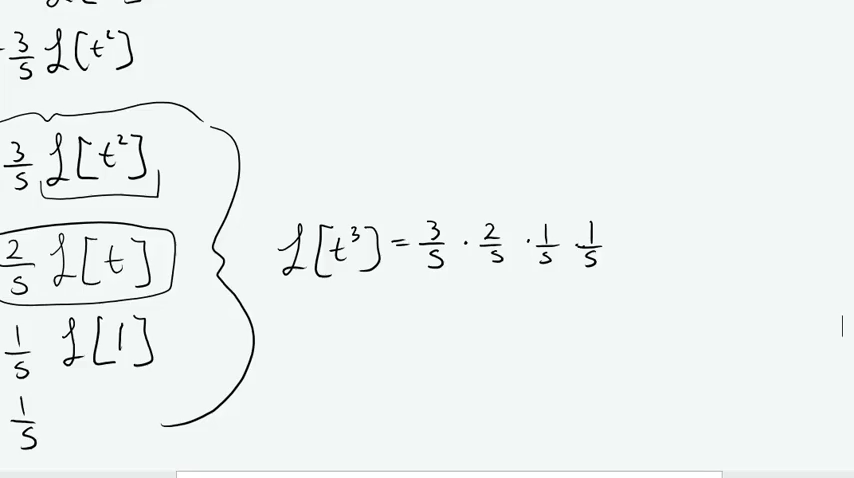 3/s ℒ[t²]
3/s ℒ[t²]
2/s ℒ[t]
ℒ[t³] = 3/s · 2/s · 1/s 1/s
1/s ℒ[1]
1/s